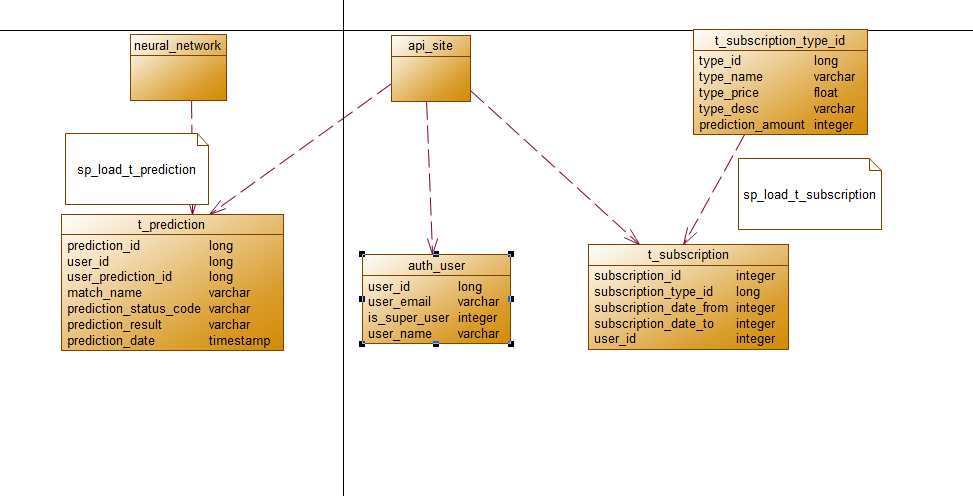 neural_network
api_site
t_subscription_type_id
type_id long
type_name varchar
type_price float
type_desc varchar
prediction_amount integer
sp_load_t_prediction
sp_load_t_subscription
t_prediction
prediction_id long
user_id long
user_prediction_id long
match_name varchar
prediction_status_code varchar
prediction_result varchar
prediction_date timestamp
auth_user
user_id long
user_email varchar
is_super_user integer
user_name varchar
t_subscription
subscription_id integer
subscription_type_id long
subscription_date_from integer
subscription_date_to integer
user_id integer